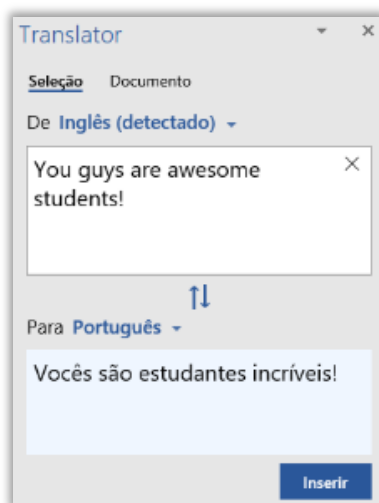 Translator
Seleção Documento
De Inglês (detectado)
You guys are awesome
students!
Para Português
Vocês são estudantes incríveis!
Inserir